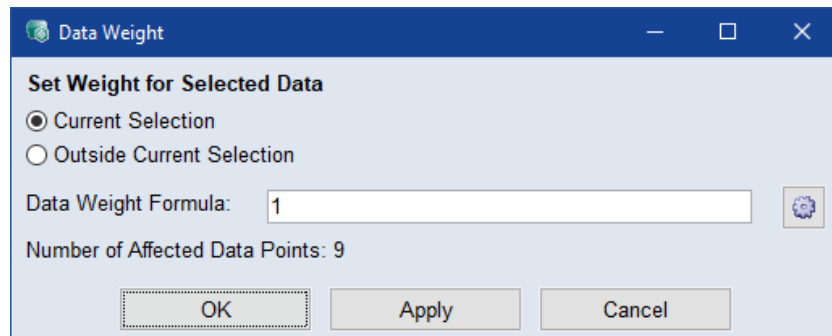 Data Weight
Set Weight for Selected Data
Current Selection
Outside Current Selection
Data Weight Formula: 1
Number of Affected Data Points: 9
OK Apply Cancel